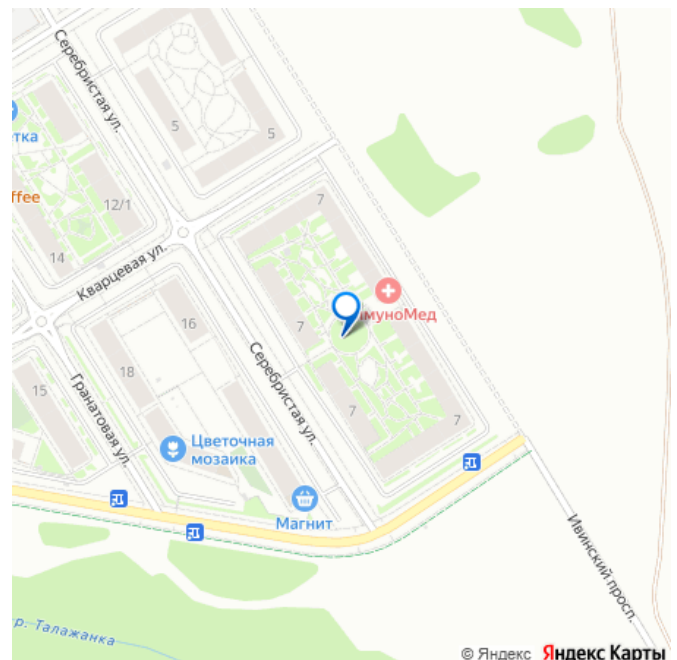 Серебристая ул.
5
5
тка
ffee
12/1
7
14
Кварцевая ул.
16
7
муноМед
18
Серебристая ул.
15
Гранатовая ул.
7
7
Цветочная
мозаика
Магнит
Ивинский просп.
р. Талажанка
© Яндекс Яндекс Карты